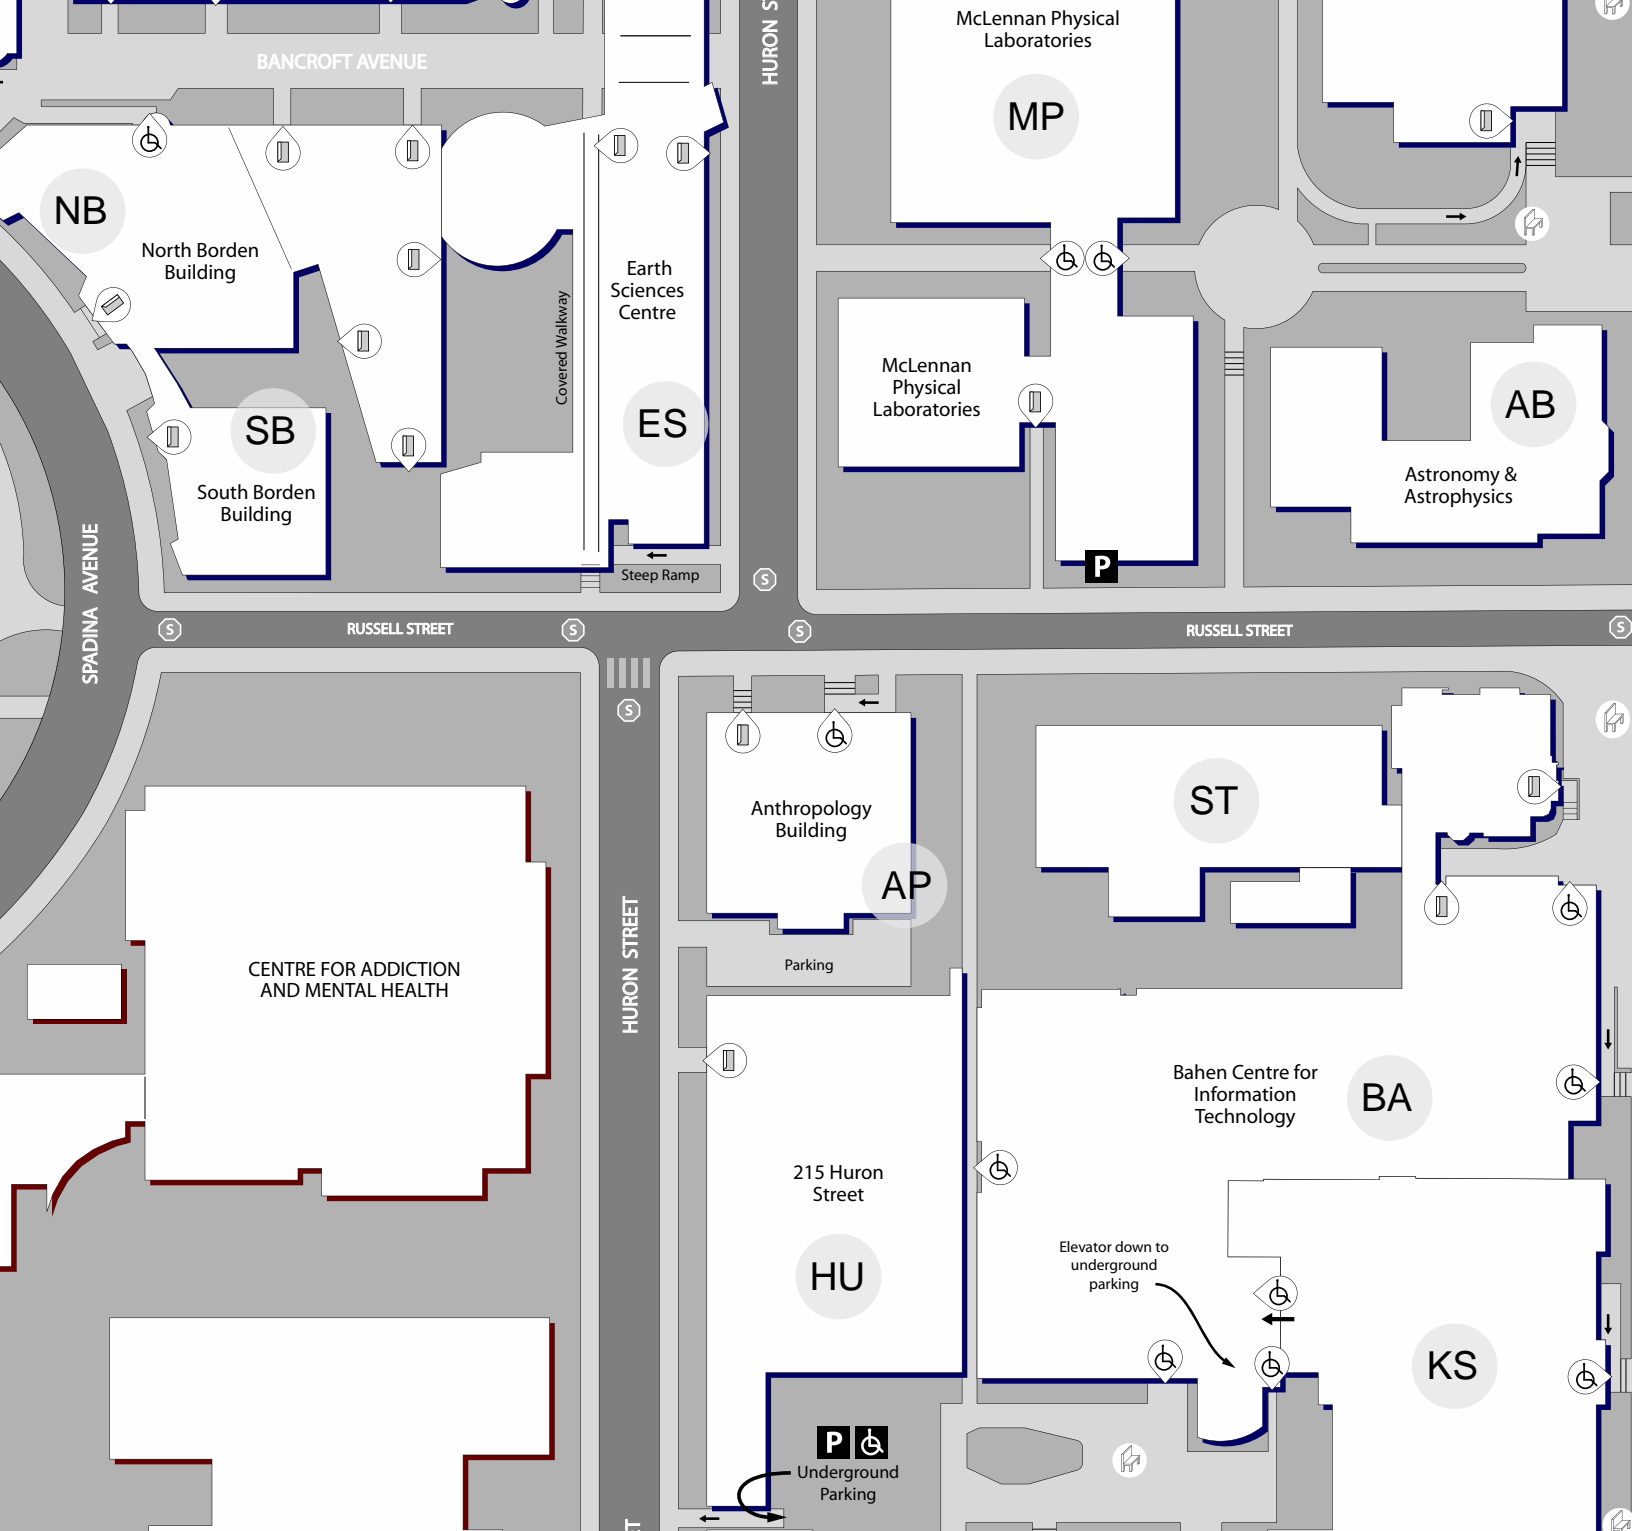 BANCROFT AVENUE
HURON S
McLennan Physical
Laboratories
MP
NB
North Borden
Building
Earth
Sciences
Centre
Covered Walkway
McLennan
Physical
Laboratories
SB
ES
AB
South Borden
Building
Astronomy &
Astrophysics
SPADINA AVENUE
P
Steep Ramp
S
RUSSELL STREET
S
S
S
RUSSELL STREET
S
S
Anthropology
Building
ST
AP
HURON STREET
CENTRE FOR ADDICTION
AND MENTAL HEALTH
Parking
Bahen Centre for
Information
Technology
BA
215 Huron
Street
HU
Elevator down to
underground
parking
KS
P
Underground
Parking
ET